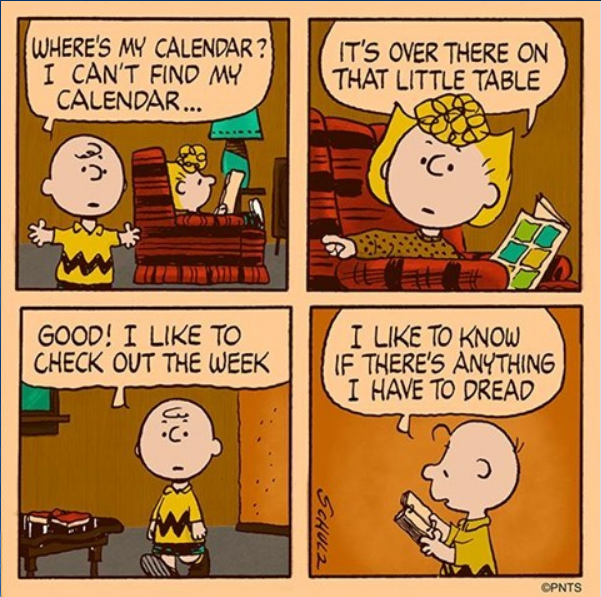 WHERE'S MY CALENDAR?
I CAN'T FIND MY
CALENDAR...
IT'S OVER THERE ON
THAT LITTLE TABLE
GOOD! I LIKE TO
CHECK OUT THE WEEK
I LIKE TO KNOW
IF THERE'S ANYTHING
I HAVE TO DREAD
SCHULZ
©PNTS